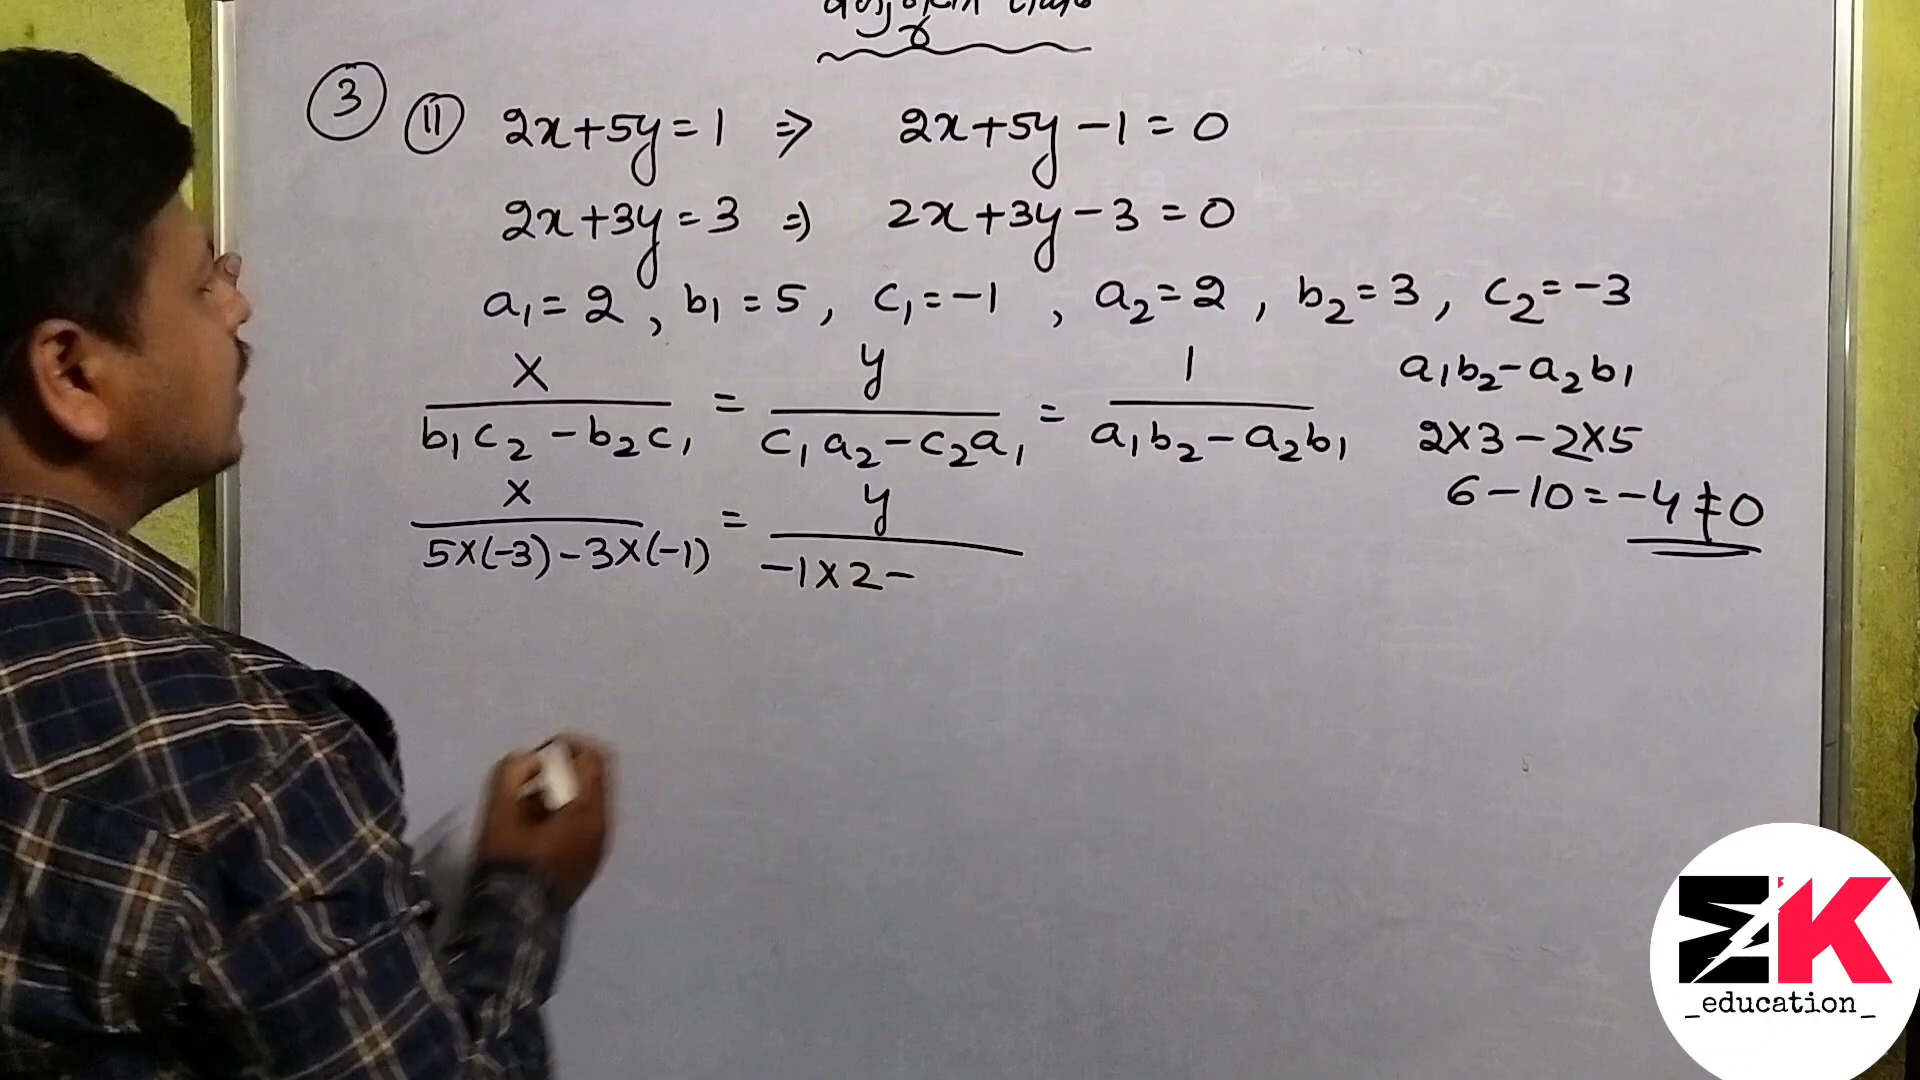 3 11 2x+5y=1 ⇒ 2x+5y-1=0
2x+3y=3 ⇒ 2x+3y-3=0
a₁=2, b₁=5, c₁=-1, a₂=2, b₂=3, c₂=-3
x y 1 a₁b₂-a₂b₁
b₁c₂-b₂c₁ = c₁a₂-c₂a₁ = a₁b₂-a₂b₁ 2×3-2×5
x = y 6-10=-4≠0
5×(-3)-3×(-1) -1×2-
ΣK
_education_